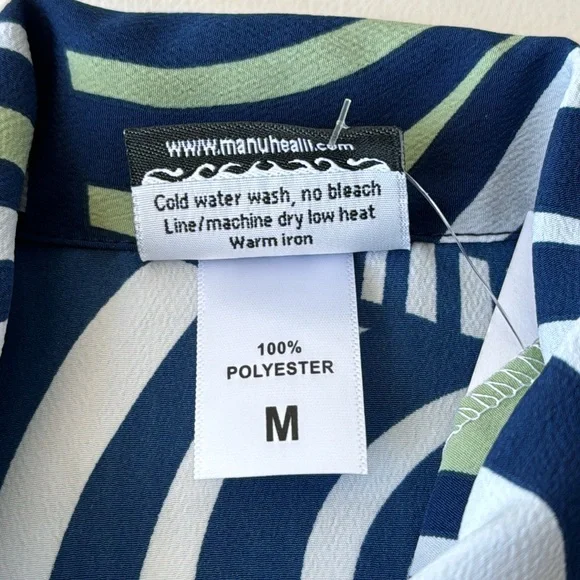 www.manuhealii.com
Cold water wash, no bleach
Line/machine dry low heat
Warm iron
100%
POLYESTER
M